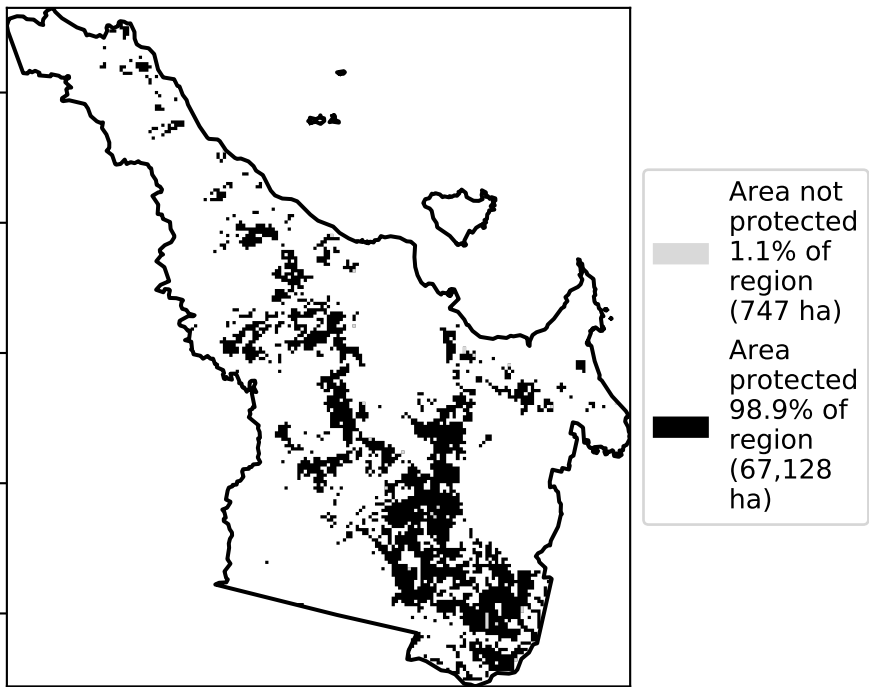 Area not
protected
1.1% of
region
(747 ha)
Area
protected
98.9% of
region
(67,128
ha)